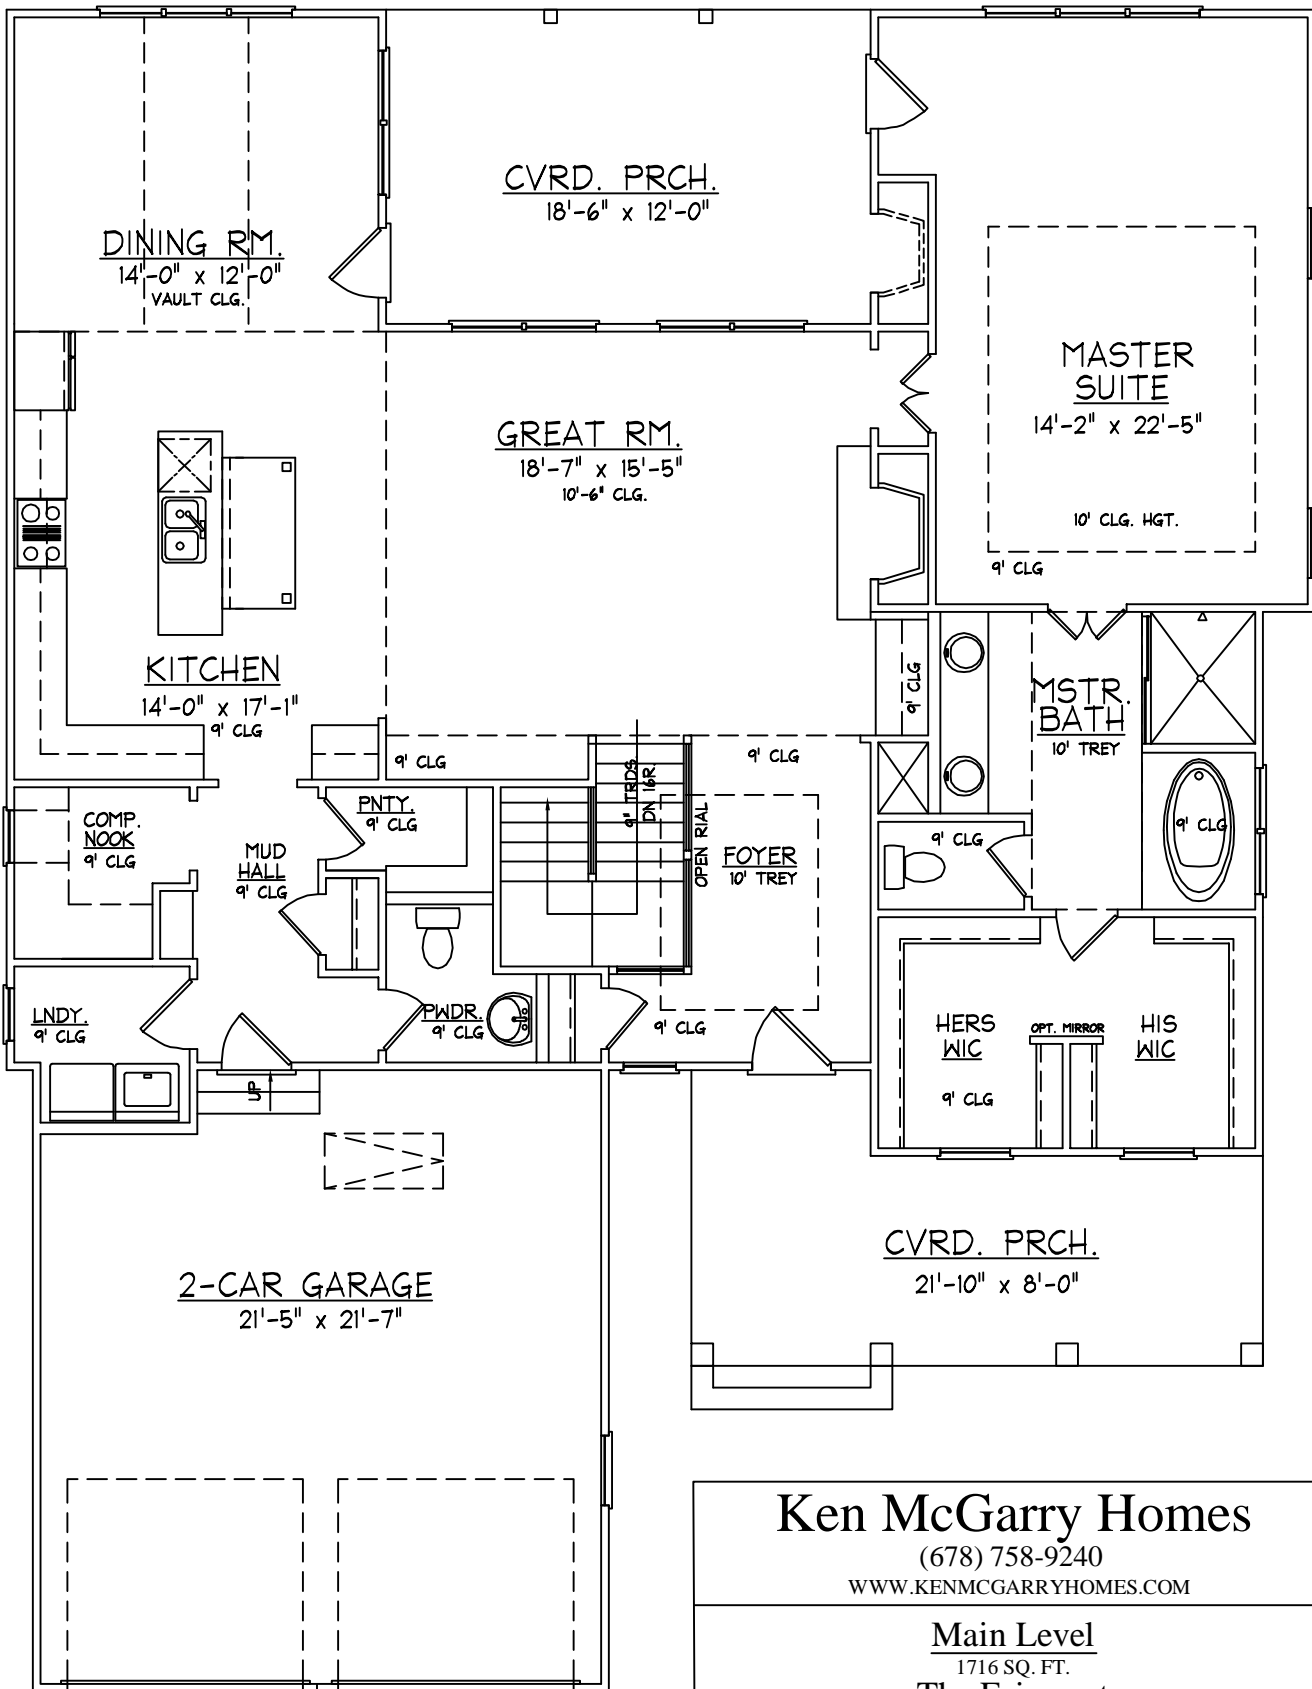 CVRD. PRCH.
18'-6" x 12'-0"
DINING RM.
14'-0" x 12'-0"
VAULT CLG.
MASTER
SUITE
14'-2" x 22'-5"
10' CLG. HGT.
9' CLG
GREAT RM.
18'-7" x 15'-5"
10'-6" CLG.
KITCHEN
14'-0" x 17'-1"
9' CLG
9' CLG
9' CLG
9' CLG
MSTR.
BATH
10' TREY
9" TRDS
DN 16R.
OPEN RIAL
COMP.
NOOK
9' CLG
MUD
HALL
9' CLG
PNTY.
9' CLG
FOYER
10' TREY
9' CLG
9' CLG
LNDY.
9' CLG
PWDR.
9' CLG
9' CLG
HERS
WIC
9' CLG
OPT. MIRROR
HIS
WIC
UP
2-CAR GARAGE
21'-5" x 21'-7"
CVRD. PRCH.
21'-10" x 8'-0"
Ken McGarry Homes
(678) 758-9240
WWW.KENMCGARRYHOMES.COM
Main Level
1716 SQ. FT.
The